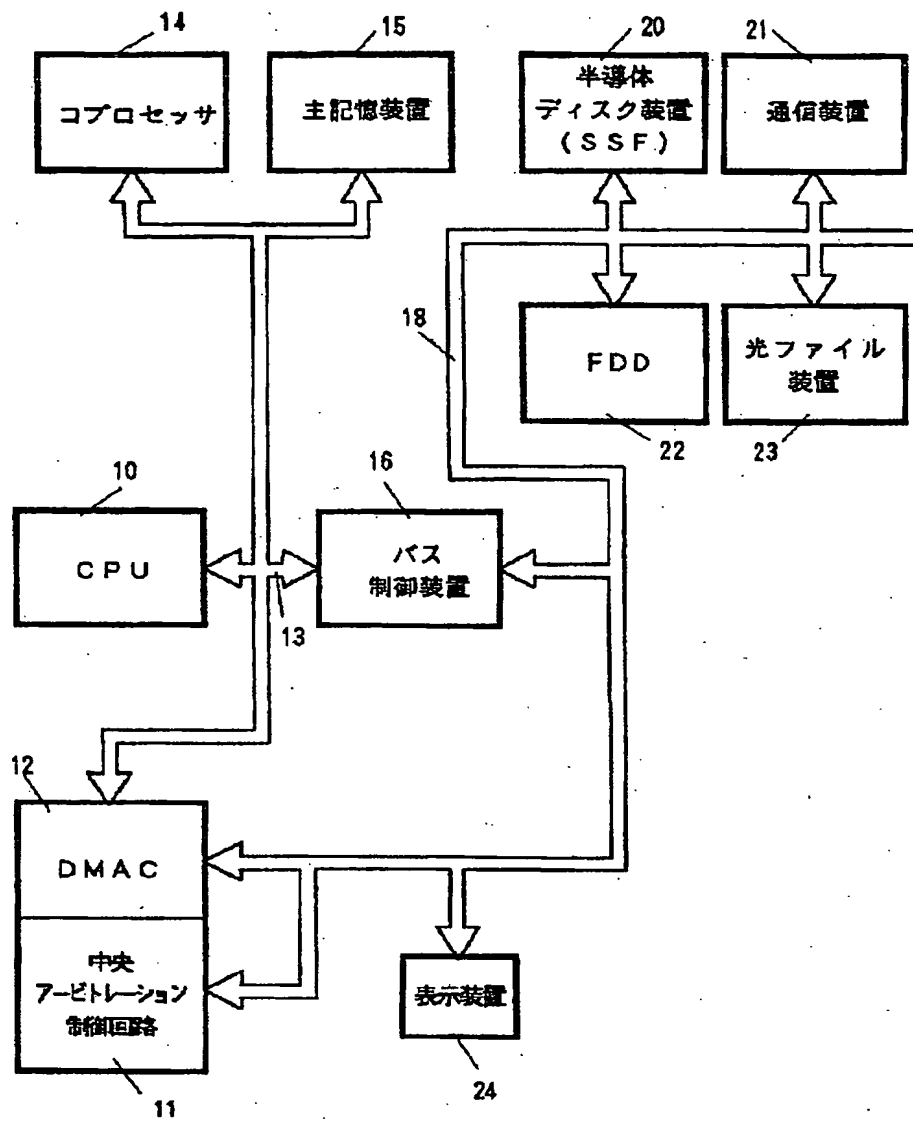 14
15
20
21
コプロセッサ
主記憶装置
半導体
ディスク装置
(SSF)
通信装置
18
FDD
光ファイル
装置
22
23
10
16
CPU
バス
制御装置
13
12
DMAC
中央
アービトレーション
制御回路
表示装置
11
24